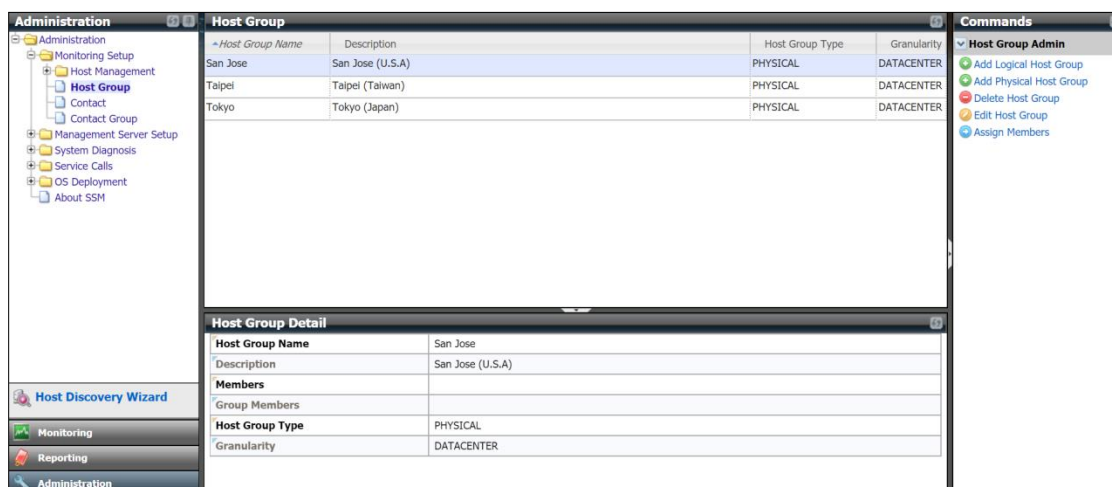 Administration
Administration
Monitoring Setup
Host Management
Host Group
Contact
Contact Group
Management Server Setup
System Diagnosis
Service Calls
OS Deployment
About SSM
Host Discovery Wizard
Monitoring
Reporting
Administration
Host Group
Host Group Name Description Host Group Type Granularity
San Jose San Jose (U.S.A) PHYSICAL DATACENTER
Taipei Taipei (Taiwan) PHYSICAL DATACENTER
Tokyo Tokyo (Japan) PHYSICAL DATACENTER
Host Group Detail
Host Group Name San Jose
Description San Jose (U.S.A)
Members
Group Members
Host Group Type PHYSICAL
Granularity DATACENTER
Commands
Host Group Admin
Add Logical Host Group
Add Physical Host Group
Delete Host Group
Edit Host Group
Assign Members